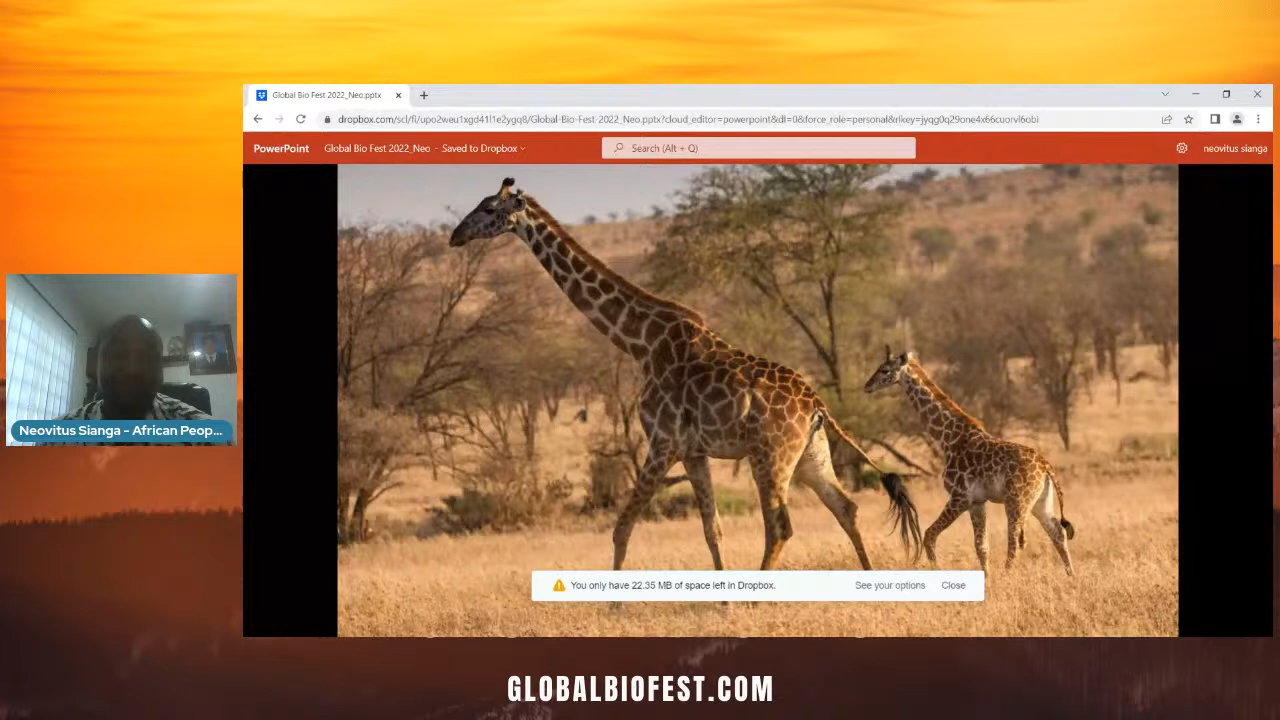 Global Bio Fest 2022_Neo.pptx
dropbox.com/scl/fi/upo2weu1xgd41l1e2ygq8/Global-Bio-Fest-2022_Neo.pptx?cloud_editor=powerpoint&dl=0&force_role=personal&rlkey=jyqg0q29one4x66cuorvl6obi
PowerPoint Global Bio Fest 2022_Neo - Saved to Dropbox
Search (Alt + Q)
neovitus sianga
Neovitus Sianga - African Peop...
You only have 22.35 MB of space left in Dropbox. See your options Close
GLOBALBIOFEST.COM